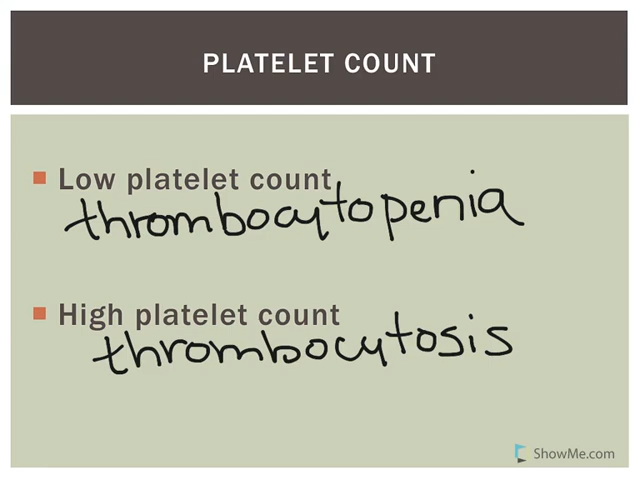 PLATELET COUNT
Low platelet count
thrombocytopenia
High platelet count
thrombocytosis
ShowMe.com